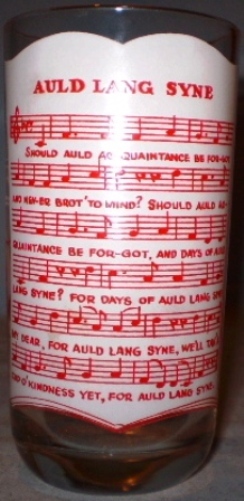 AULD LANG SYNE
SHOULD AULD AC-QUAINTANCE BE FOR-GOT
AND NEV-ER BROT' TO MIND? SHOULD AULD AC-
QUAINTANCE BE FOR-GOT, AND DAYS OF AULD
LANG SYNE? FOR DAYS OF AULD LANG SYNE
MY DEAR, FOR AULD LANG SYNE, WE'LL TAK
O' KINDNESS YET, FOR AULD LANG SYNE.